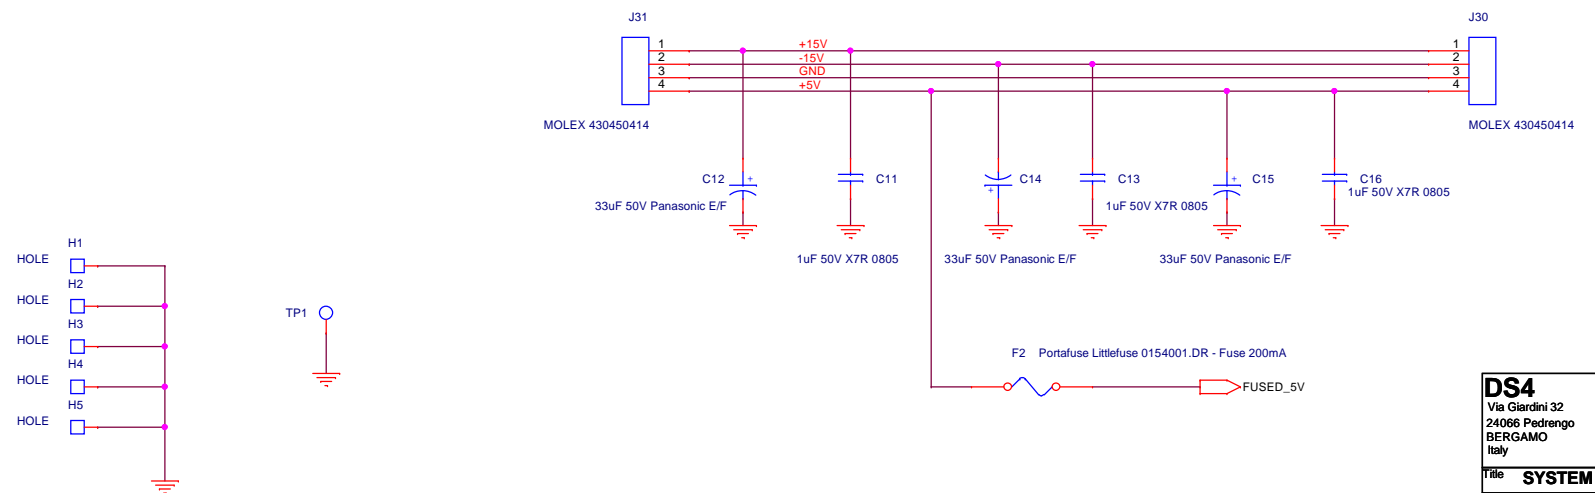 J31
J30
1
+15V
1
2
-15V
2
3
GND
3
4
+5V
4
MOLEX 430450414
MOLEX 430450414
C12
+
C11
C14
+
C13
C15
+
C16
1uF 50V X7R 0805
33uF 50V Panasonic E/F
1uF 50V X7R 0805
1uF 50V X7R 0805
33uF 50V Panasonic E/F
33uF 50V Panasonic E/F
H1
HOLE
H2
HOLE
H3
HOLE
H4
HOLE
H5
HOLE
TP1
F2 Portafuse Littlefuse 0154001.DR - Fuse 200mA
FUSED_5V
DS4
Via Giardini 32
24066 Pedrengo
BERGAMO
Italy
Title SYSTEM